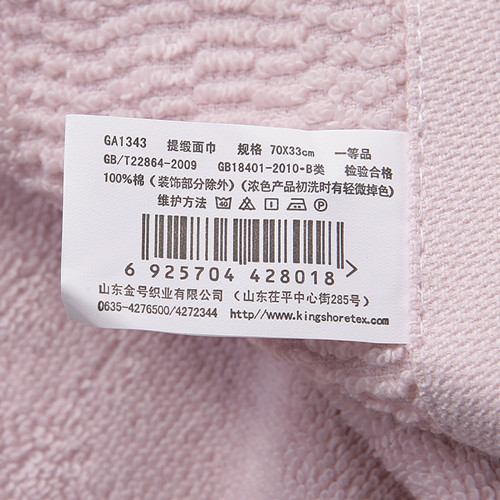 GA1343 提缎面巾 规格 70X33cm 一等品
GB/T22864-2009 GB18401-2010-B类 检验合格
100%棉（装饰部分除外）（浓色产品初洗时有轻微掉色）
维护方法
6 925704 428018 >
山东金号织业有限公司（山东茌平中心街285号）
0635-4276500/4272344 http://www.kingshoretex.com